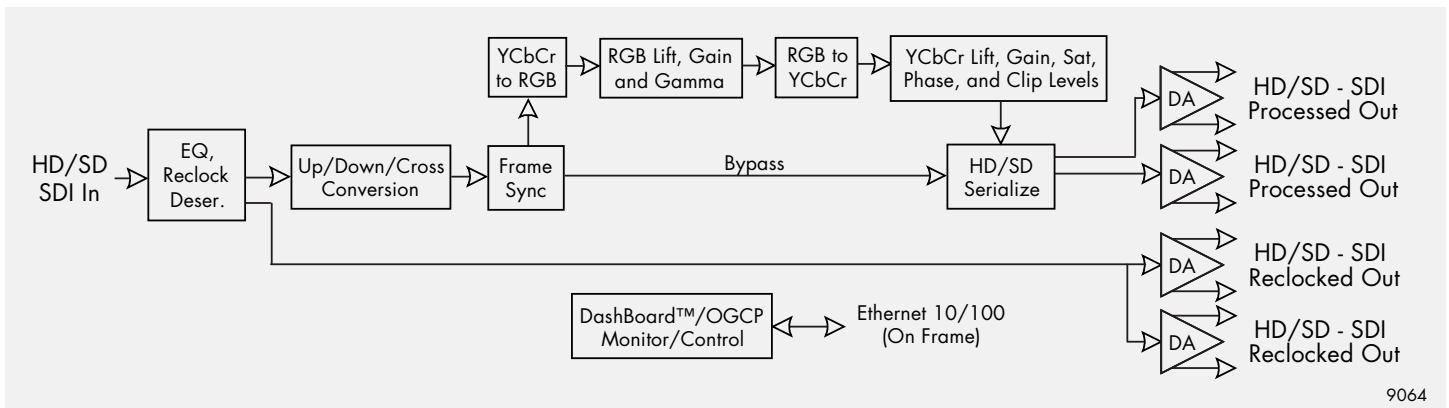 YCbCr
to RGB
RGB Lift, Gain
and Gamma
RGB to
YCbCr
YCbCr Lift, Gain, Sat,
Phase, and Clip Levels
DA
HD/SD - SDI
Processed Out
HD/SD
SDI In
EQ,
Reclock
Deser.
Up/Down/Cross
Conversion
Frame
Sync
Bypass
HD/SD
Serialize
DA
HD/SD - SDI
Processed Out
DA
HD/SD - SDI
Reclocked Out
DashBoard™/OGCP
Monitor/Control
Ethernet 10/100
(On Frame)
DA
HD/SD - SDI
Reclocked Out
9064